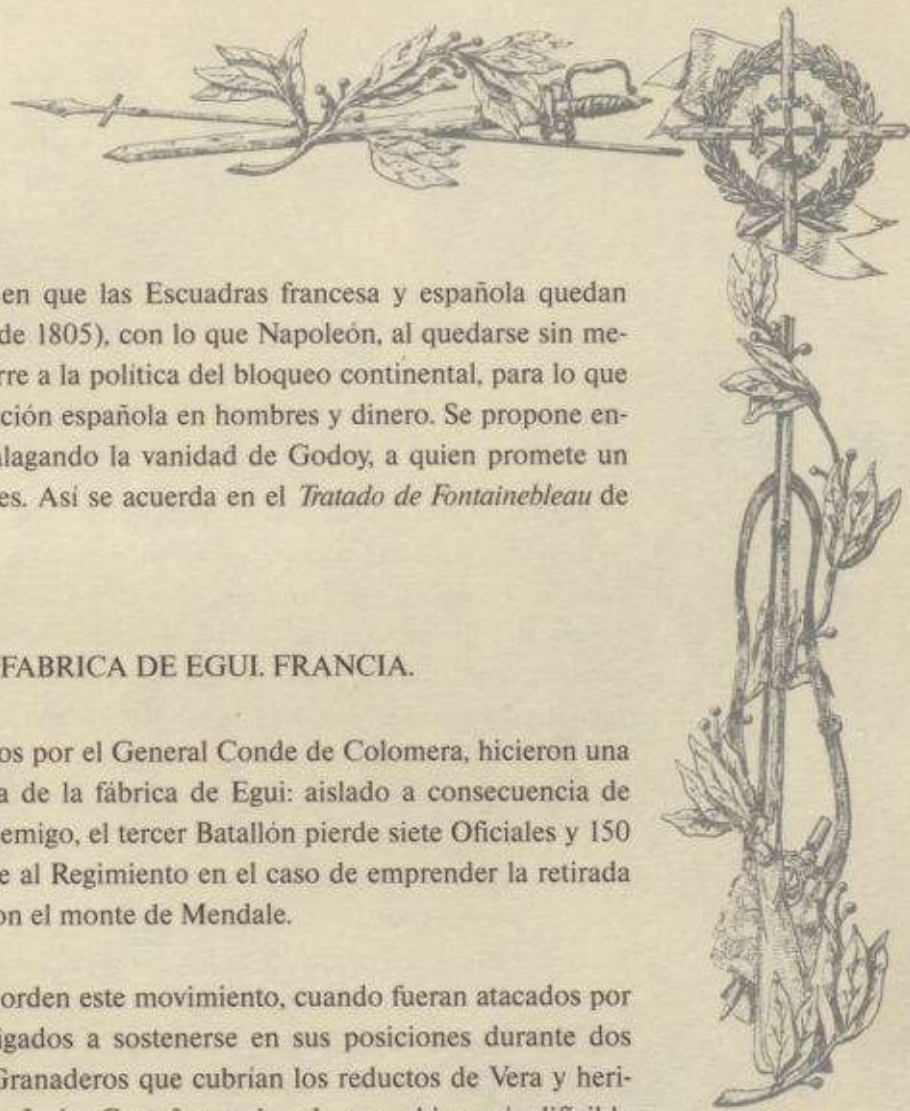 en que las Escuadras francesa y española quedan
de 1805), con lo que Napoleón, al quedarse sin me-
rre a la política del bloqueo continental, para lo que
ción española en hombres y dinero. Se propone en-
alagando la vanidad de Godoy, a quien promete un
es. Así se acuerda en el Tratado de Fontainebleau de
FABRICA DE EGUI. FRANCIA.
os por el General Conde de Colomera, hicieron una
a de la fábrica de Egui: aislado a consecuencia de
emigo, el tercer Batallón pierde siete Oficiales y 150
e al Regimiento en el caso de emprender la retirada
on el monte de Mendale.
orden este movimiento, cuando fueran atacados por
igados a sostenerse en sus posiciones durante dos
Granaderos que cubrían los reductos de Vera y heri-